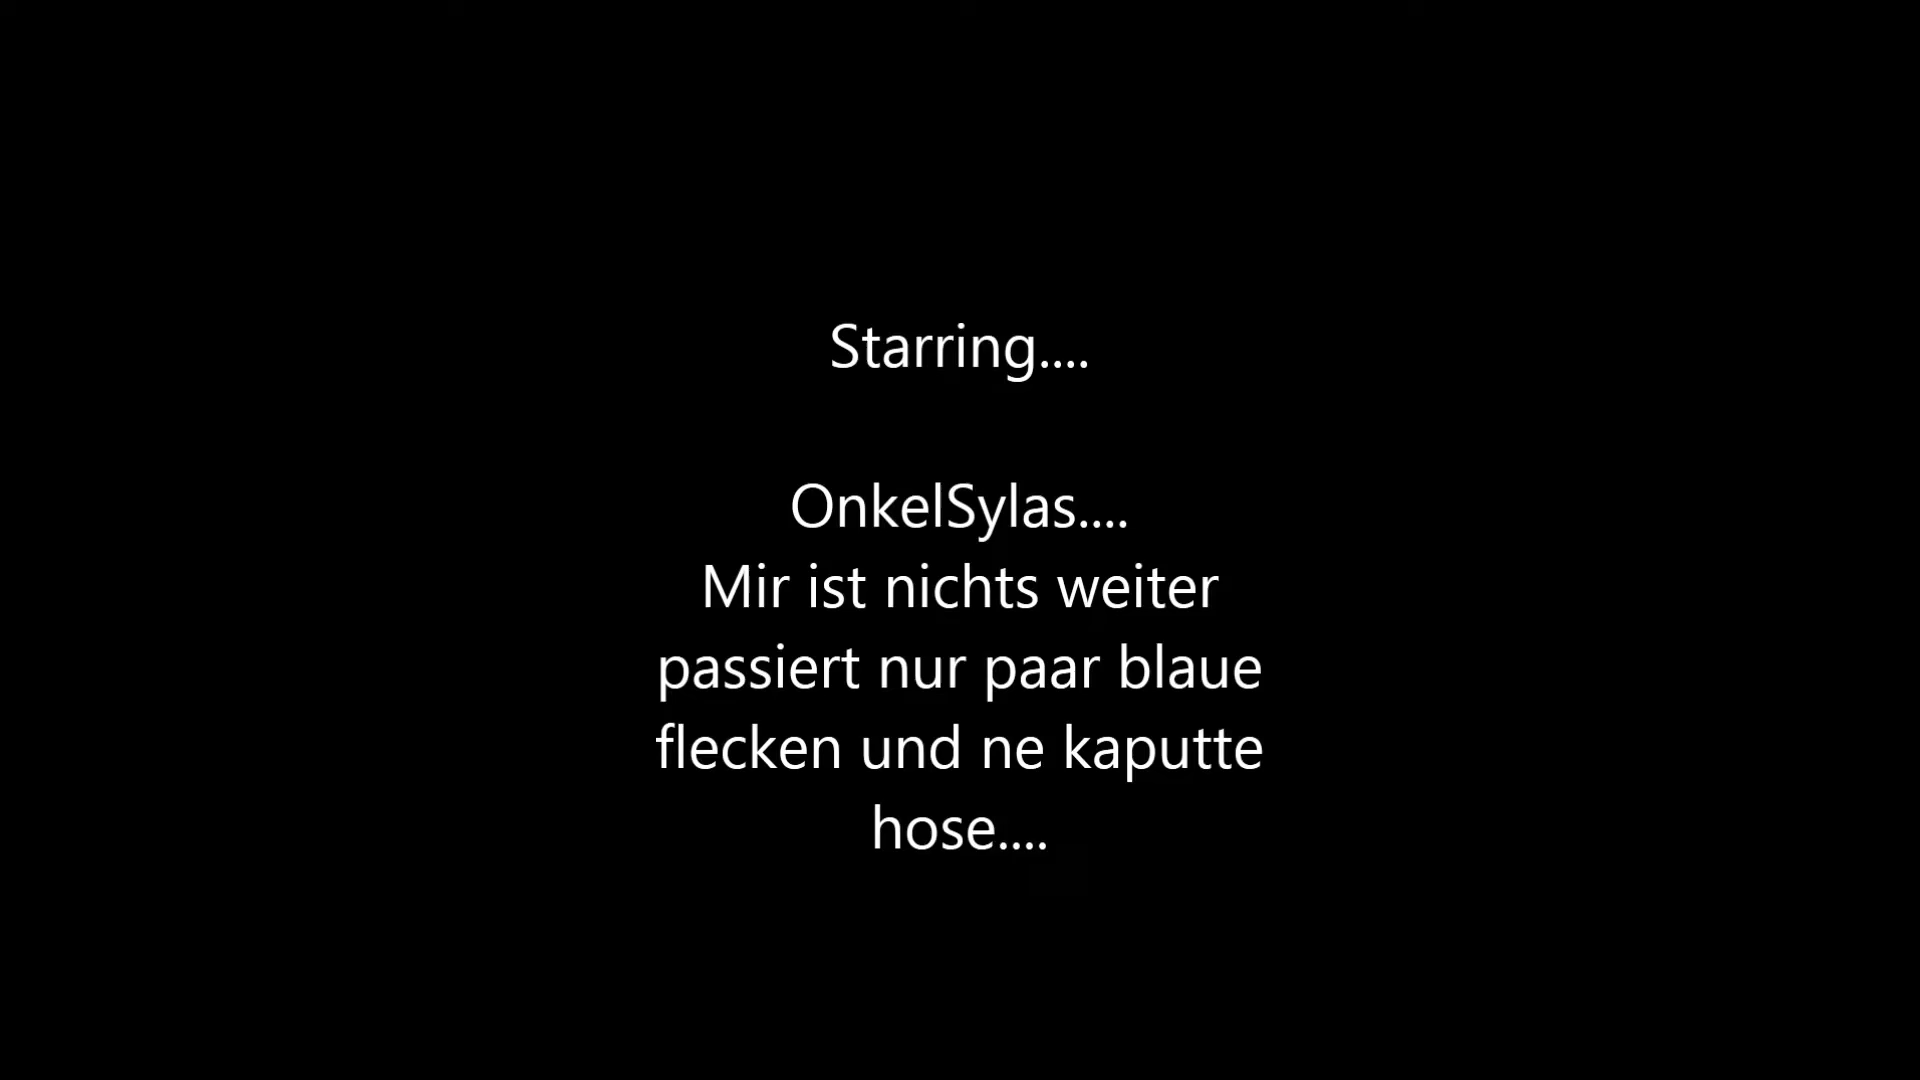 Starring....
OnkelSylas....
Mir ist nichts weiter
passiert nur paar blaue
flecken und ne kaputte
hose....